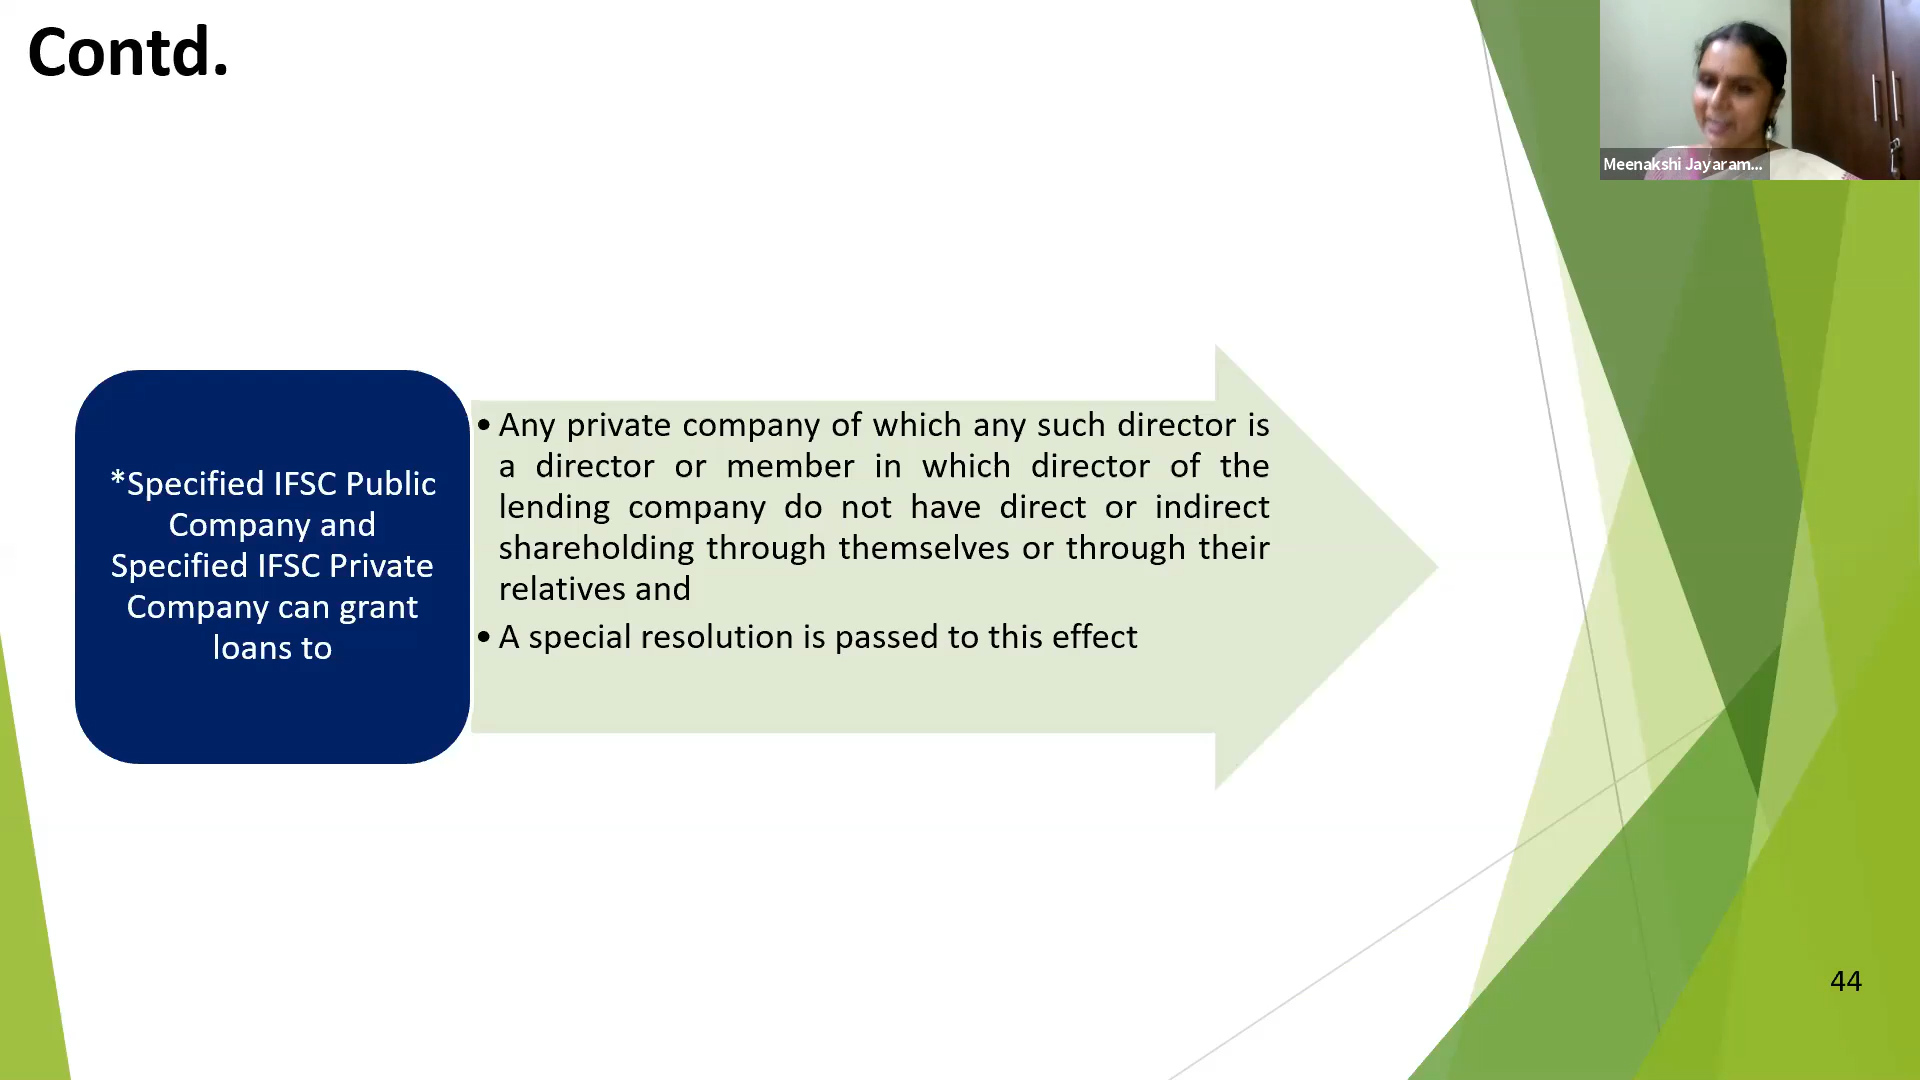 Contd.
Meenakshi Jayaram...
*Specified IFSC Public
Company and
Specified IFSC Private
Company can grant
loans to
• Any private company of which any such director is
a director or member in which director of the
lending company do not have direct or indirect
shareholding through themselves or through their
relatives and
• A special resolution is passed to this effect
44